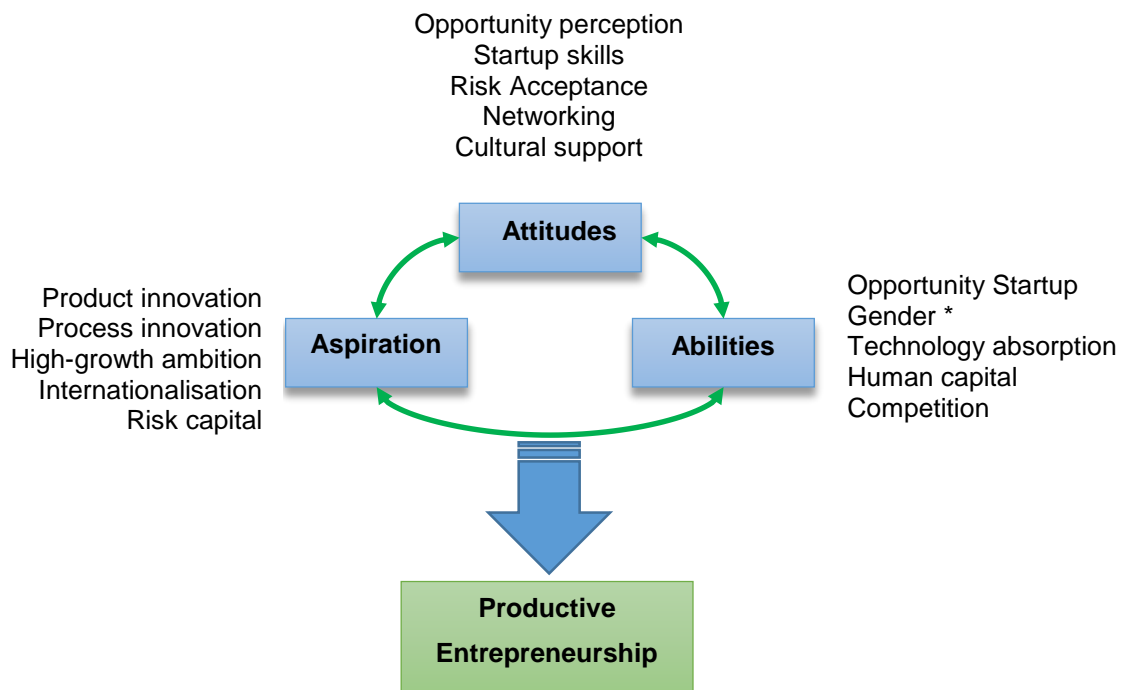 Opportunity perception
Startup skills
Risk Acceptance
Networking
Cultural support
Attitudes
Product innovation
Process innovation
High-growth ambition
Internationalisation
Risk capital
Aspiration
Abilities
Opportunity Startup
Gender *
Technology absorption
Human capital
Competition
Productive
Entrepreneurship